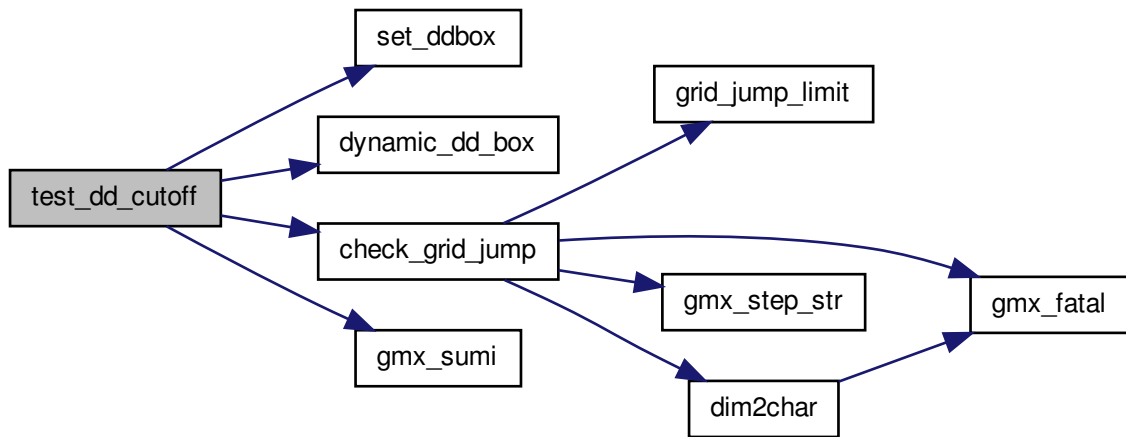 test_dd_cutoff
set_ddbox
dynamic_dd_box
check_grid_jump
gmx_sumi
grid_jump_limit
gmx_step_str
dim2char
gmx_fatal